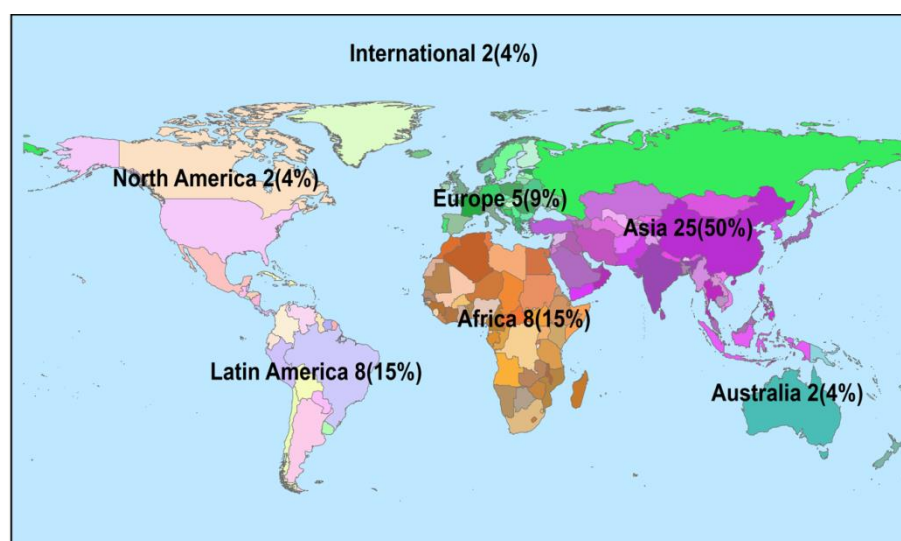 International 2(4%)
North America 2(4%)
Europe 5(9%)
Asia 25(50%)
Africa 8(15%)
Latin America 8(15%)
Australia 2(4%)